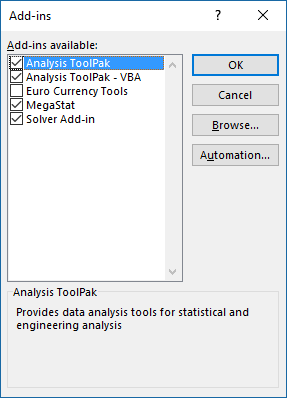 Add-ins
?
Add-ins available:
Analysis ToolPak
Analysis ToolPak - VBA
Euro Currency Tools
MegaStat
Solver Add-in
OK
Cancel
Browse...
Automation...
Analysis ToolPak
Provides data analysis tools for statistical and
engineering analysis